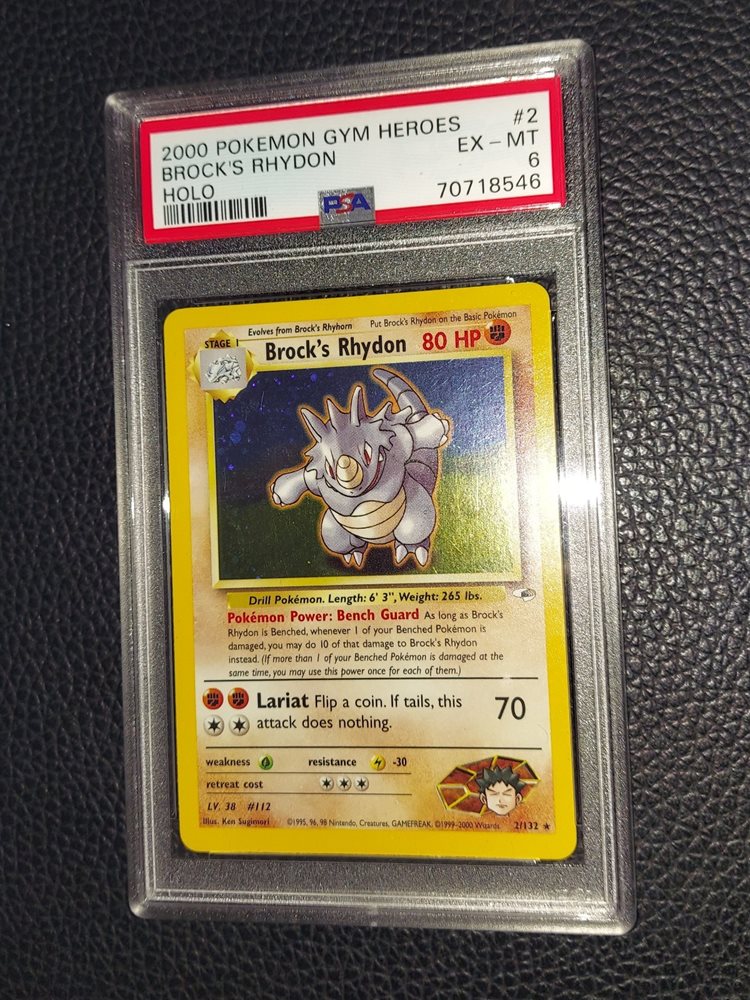 2000 POKEMON GYM HEROES #2
BROCK'S RHYDON EX - MT
HOLO 6
PSA 70718546
Evolves from Brock's Rhyhorn Put Brock's Rhydon on the Basic Pokémon
STAGE 1
Brock's Rhydon 80 HP
Drill Pokémon. Length: 6' 3", Weight: 265 lbs.
Pokémon Power: Bench Guard As long as Brock's
Rhydon is Benched, whenever 1 of your Benched Pokémon is
damaged, you may do 10 of that damage to Brock's Rhydon
instead. (If more than 1 of your Benched Pokémon is damaged at the
same time, you may use this power once for each of them.)
Lariat Flip a coin. If tails, this
attack does nothing. 70
weakness resistance -30
retreat cost
LV. 38 #112
Illus. Ken Sugimori ©1995, 96, 98 Nintendo, Creatures, GAMEFREAK. ©1999-2000 Wizards. 2/132 ★